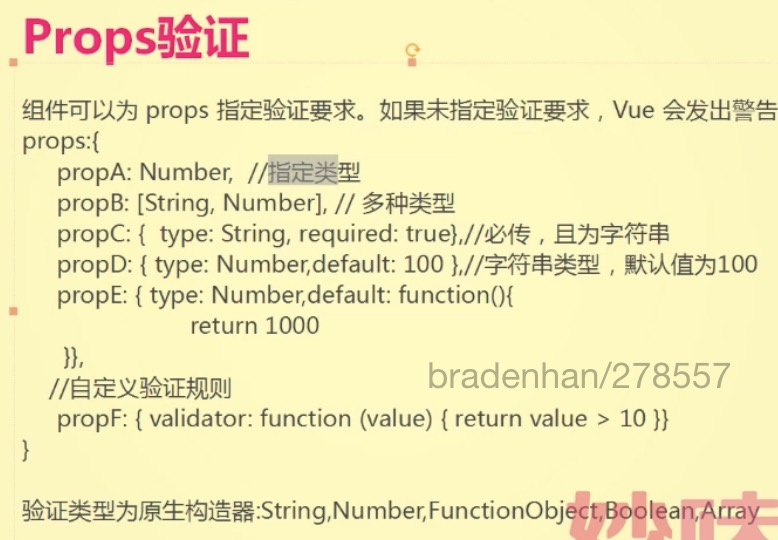 Props验证
组件可以为 props 指定验证要求。如果未指定验证要求，Vue 会发出警告
props:{
propA: Number, //指定类型
propB: [String, Number], // 多种类型
propC: { type: String, required: true},//必传，且为字符串
propD: { type: Number,default: 100 },//字符串类型，默认值为100
propE: { type: Number,default: function(){
return 1000
}},
bradenhan/278557
//自定义验证规则
propF: { validator: function (value) { return value > 10 }}
}
验证类型为原生构造器:String,Number,FunctionObject,Boolean,Array
妙味